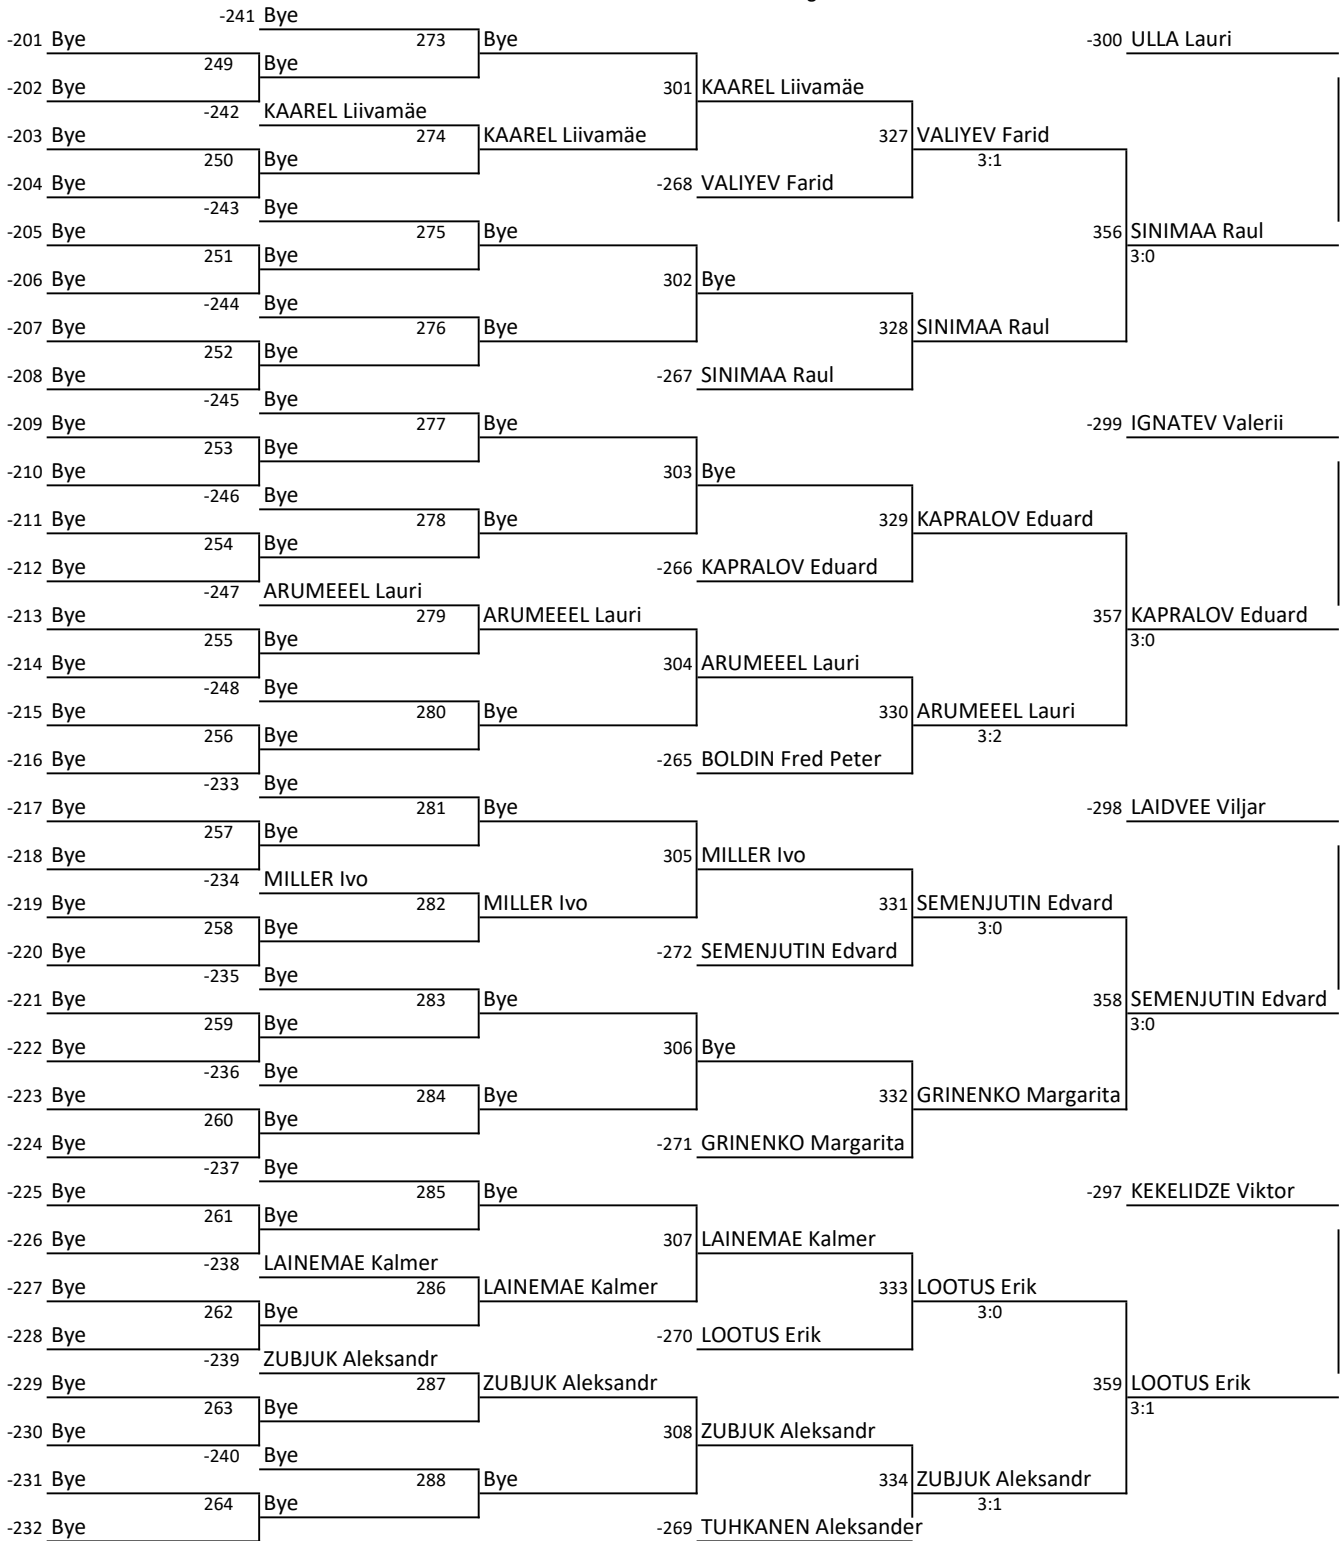 -241 Bye
-201 Bye 273 Bye -300 ULLA Lauri
249 Bye
-202 Bye 301 KAAREL Liivamäe
-242 KAAREL Liivamäe
-203 Bye 274 KAAREL Liivamäe 327 VALIYEV Farid
250 Bye 3:1
-204 Bye -268 VALIYEV Farid
-243 Bye
-205 Bye 275 Bye 356 SINIMAA Raul
251 Bye 3:0
-206 Bye 302 Bye
-244 Bye
-207 Bye 276 Bye 328 SINIMAA Raul
252 Bye
-208 Bye -267 SINIMAA Raul
-245 Bye
-209 Bye 277 Bye -299 IGNATEV Valerii
253 Bye
-210 Bye 303 Bye
-246 Bye
-211 Bye 278 Bye 329 KAPRALOV Eduard
254 Bye
-212 Bye -266 KAPRALOV Eduard
-247 ARUMEEEL Lauri
-213 Bye 279 ARUMEEEL Lauri 357 KAPRALOV Eduard
255 Bye 3:0
-214 Bye 304 ARUMEEEL Lauri
-248 Bye
-215 Bye 280 Bye 330 ARUMEEEL Lauri
256 Bye 3:2
-216 Bye -265 BOLDIN Fred Peter
-233 Bye
-217 Bye 281 Bye -298 LAIDVEE Viljar
257 Bye
-218 Bye 305 MILLER Ivo
-234 MILLER Ivo
-219 Bye 282 MILLER Ivo 331 SEMENJUTIN Edvard
258 Bye 3:0
-220 Bye -272 SEMENJUTIN Edvard
-235 Bye
-221 Bye 283 Bye 358 SEMENJUTIN Edvard
259 Bye 3:0
-222 Bye 306 Bye
-236 Bye
-223 Bye 284 Bye 332 GRINENKO Margarita
260 Bye
-224 Bye -271 GRINENKO Margarita
-237 Bye
-225 Bye 285 Bye -297 KEKELIDZE Viktor
261 Bye
-226 Bye 307 LAINEMAE Kalmer
-238 LAINEMAE Kalmer
-227 Bye 286 LAINEMAE Kalmer 333 LOOTUS Erik
262 Bye 3:0
-228 Bye -270 LOOTUS Erik
-239 ZUBJUK Aleksandr
-229 Bye 287 ZUBJUK Aleksandr 359 LOOTUS Erik
263 Bye 3:1
-230 Bye 308 ZUBJUK Aleksandr
-240 Bye
-231 Bye 288 Bye 334 ZUBJUK Aleksandr
264 Bye 3:1
-232 Bye -269 TUHKANEN Aleksander